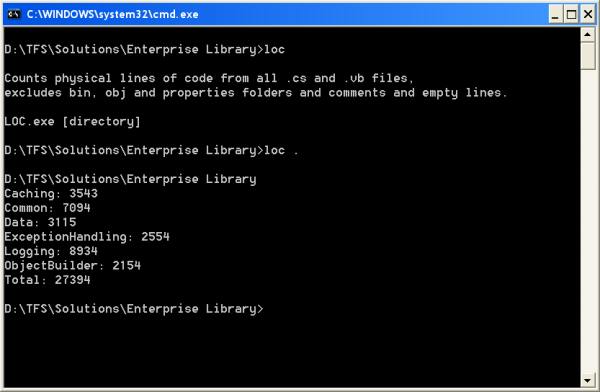 C:\WINDOWS\system32\cmd.exe
D:\TFS\Solutions\Enterprise Library>loc
Counts physical lines of code from all .cs and .vb files,
excludes bin, obj and properties folders and comments and empty lines.
LOC.exe [directory]
D:\TFS\Solutions\Enterprise Library>loc .
D:\TFS\Solutions\Enterprise Library
Caching: 3543
Common: 7094
Data: 3115
ExceptionHandling: 2554
Logging: 8934
ObjectBuilder: 2154
Total: 27394
D:\TFS\Solutions\Enterprise Library>